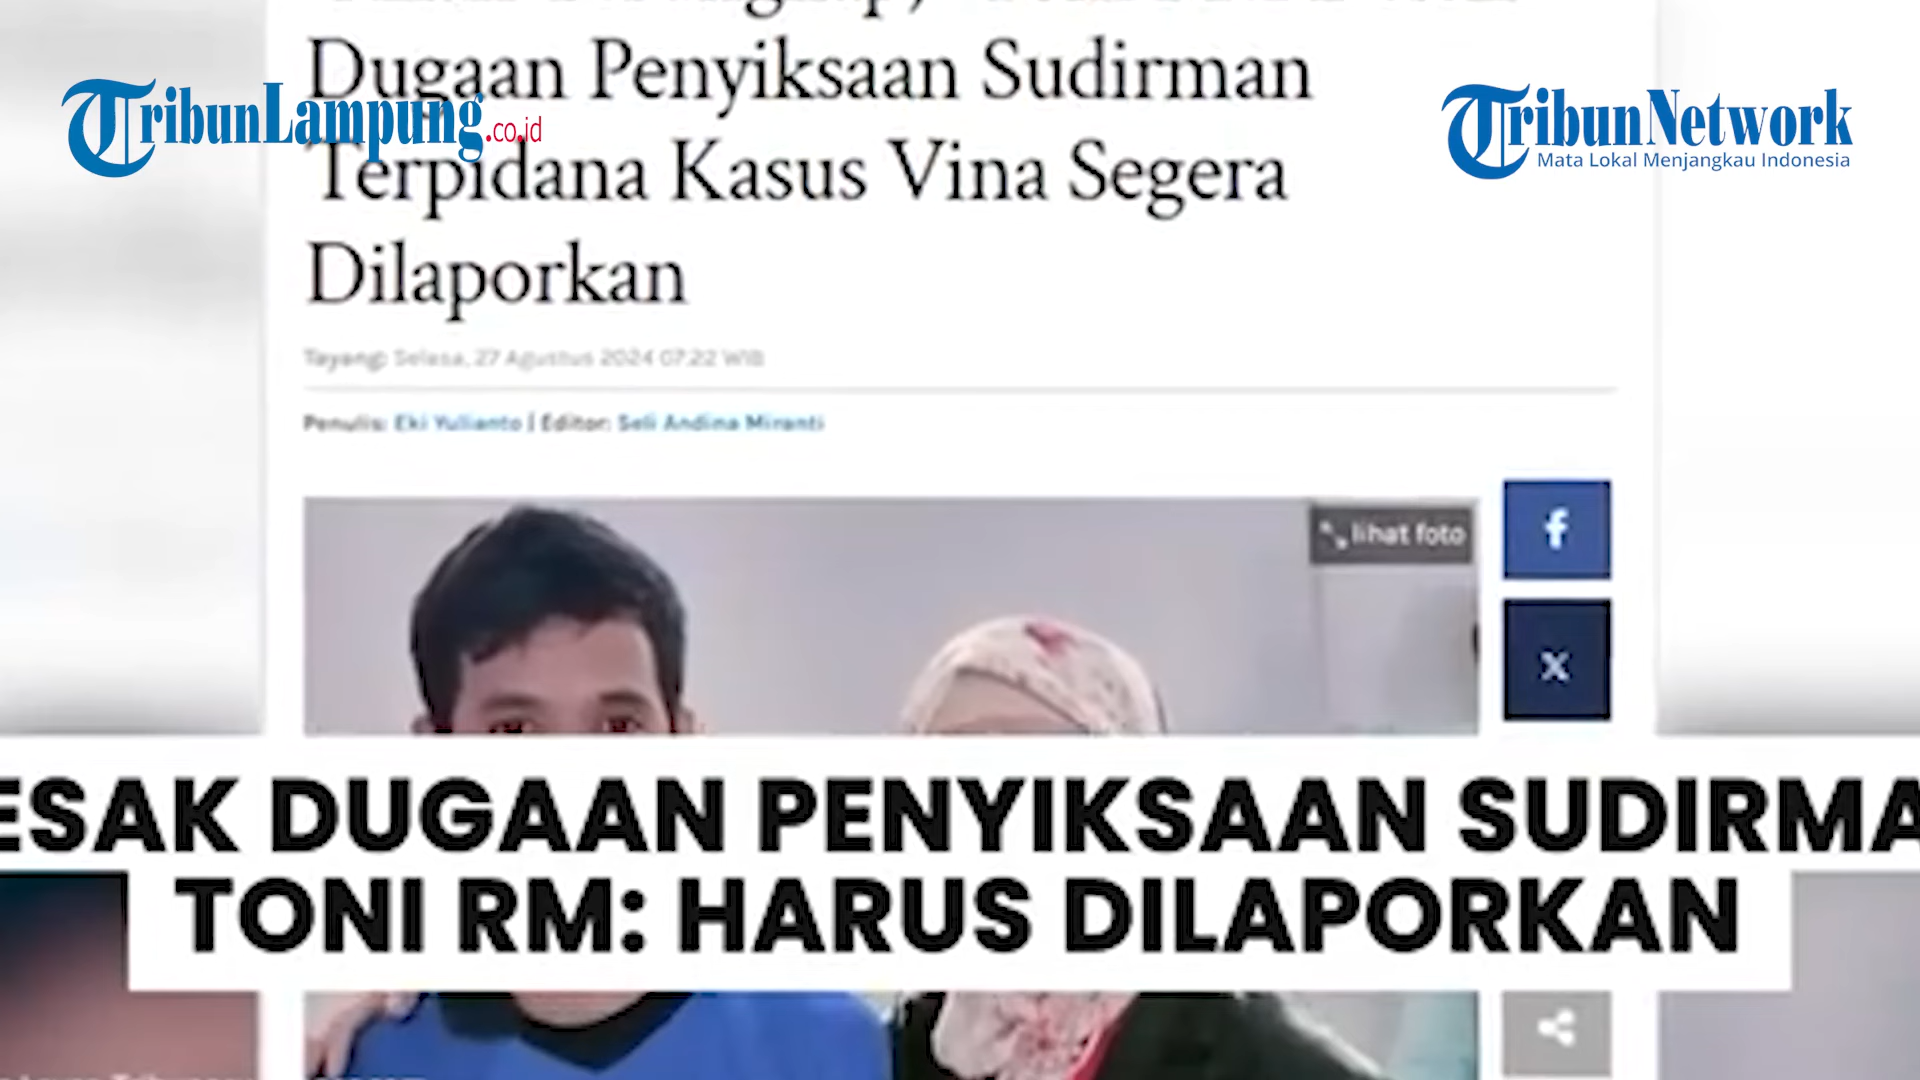 Dugaan Penyiksaan Sudirman
TribunLampung.co.id
TribunNetwork
Mata Lokal Menjangkau Indonesia
Terpidana Kasus Vina Segera
Dilaporkan
Tayang: Selasa, 27 Agustus 2024 07:22 WIB
Penulis: Eki Yulianto | Editor: Seli Andina Miranti
lihat foto
f
X
ESAK DUGAAN PENYIKSAAN SUDIRMA
TONI RM: HARUS DILAPORKAN